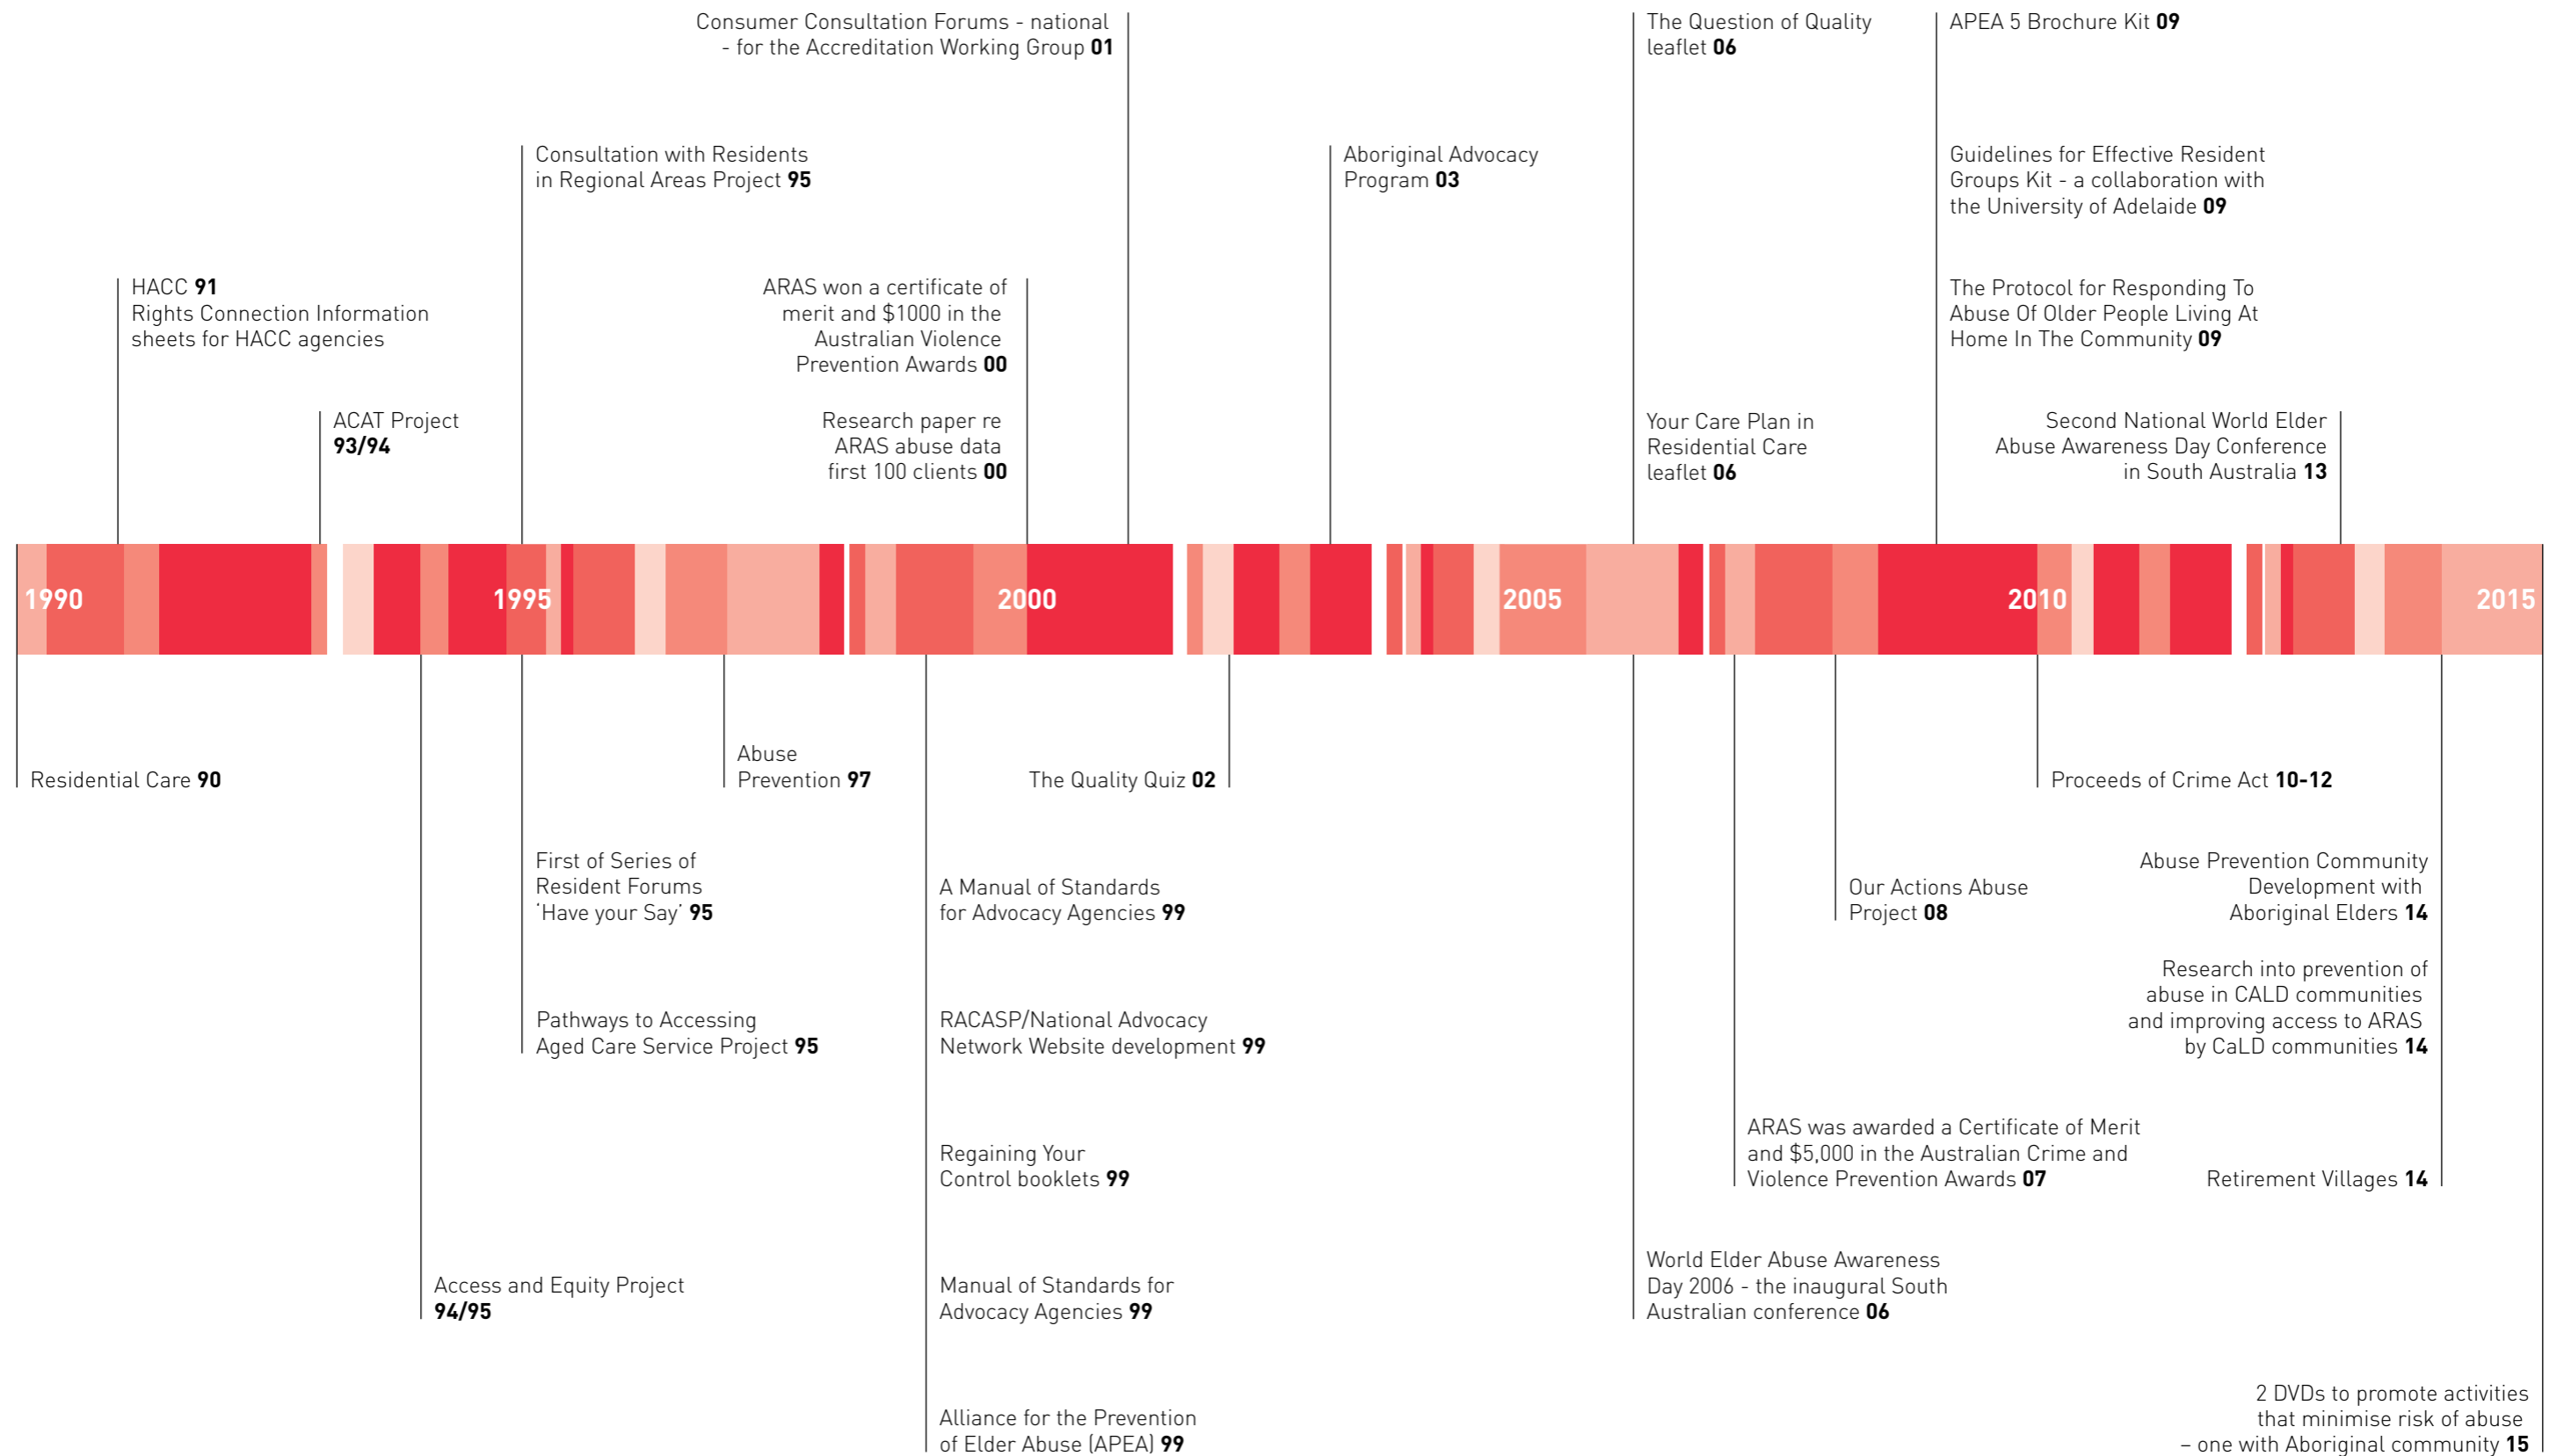 Consumer Consultation Forums - national
- for the Accreditation Working Group 01
The Question of Quality
leaflet 06
APEA 5 Brochure Kit 09
Consultation with Residents
in Regional Areas Project 95
Aboriginal Advocacy
Program 03
Guidelines for Effective Resident
Groups Kit - a collaboration with
the University of Adelaide 09
HACC 91
Rights Connection Information
sheets for HACC agencies
ARAS won a certificate of
merit and $1000 in the
Australian Violence
Prevention Awards 00
The Protocol for Responding To
Abuse Of Older People Living At
Home In The Community 09
ACAT Project
93/94
Research paper re
ARAS abuse data
first 100 clients 00
Your Care Plan in
Residential Care
leaflet 06
Second National World Elder
Abuse Awareness Day Conference
in South Australia 13
1990
1995
2000
2005
2010
2015
Residential Care 90
Abuse
Prevention 97
The Quality Quiz 02
Proceeds of Crime Act 10-12
First of Series of
Resident Forums
‘Have your Say’ 95
A Manual of Standards
for Advocacy Agencies 99
Our Actions Abuse
Project 08
Abuse Prevention Community
Development with
Aboriginal Elders 14
Pathways to Accessing
Aged Care Service Project 95
RACASP/National Advocacy
Network Website development 99
Research into prevention of
abuse in CALD communities
and improving access to ARAS
by CaLD communities 14
Regaining Your
Control booklets 99
ARAS was awarded a Certificate of Merit
and $5,000 in the Australian Crime and
Violence Prevention Awards 07
Retirement Villages 14
Access and Equity Project
94/95
Manual of Standards for
Advocacy Agencies 99
World Elder Abuse Awareness
Day 2006 - the inaugural South
Australian conference 06
Alliance for the Prevention
of Elder Abuse (APEA) 99
2 DVDs to promote activities
that minimise risk of abuse
– one with Aboriginal community 15